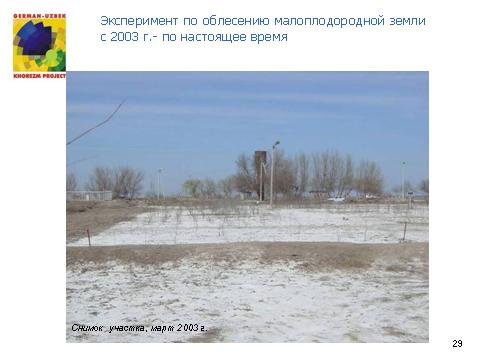 GERMAN-UZBEK
KHOREZM PROJECT
Эксперимент по облесению малоплодородной земли
с 2003 г.- по настоящее время
Снимок участка, март 2003 г.
29